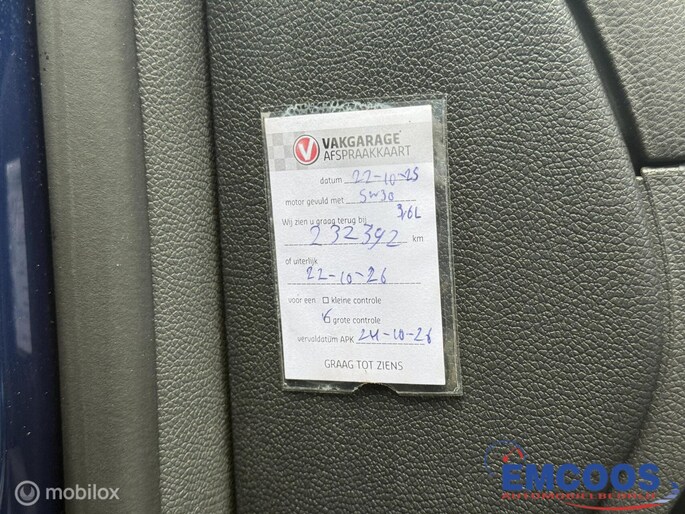 VAKGARAGE
AFSPRAAKKAART
datum 22-10-25
motor gevuld met 5W30
3,6L
Wij zien u graag terug bij
232392 km
of uiterlijk
22-10-26
voor een kleine controle
grote controle
vervaldatum APK 24-10-26
GRAAG TOT ZIENS
mobilox
EMCOOS
AUTOMOBIELBEDRIJF